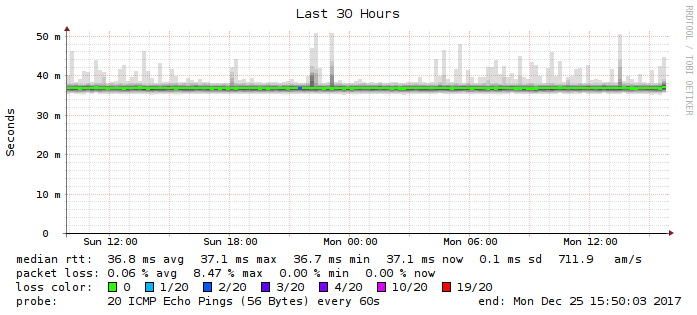 Last 30 Hours
RRDTOOL / TOBI OETIKER
Seconds
50 m
40 m
30 m
20 m
10 m
0
Sun 12:00 Sun 18:00 Mon 00:00 Mon 06:00 Mon 12:00
median rtt: 36.8 ms avg 37.1 ms max 36.7 ms min 37.1 ms now 0.1 ms sd 711.9 am/s
packet loss: 0.06 % avg 8.47 % max 0.00 % min 0.00 % now
loss color: 0 1/20 2/20 3/20 4/20 10/20 19/20
probe: 20 ICMP Echo Pings (56 Bytes) every 60s end: Mon Dec 25 15:50:03 2017